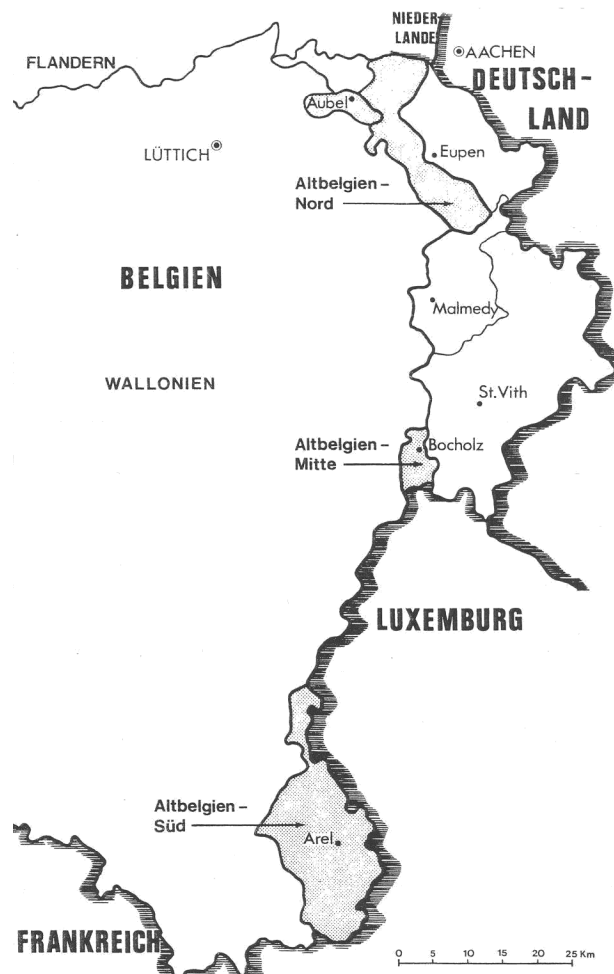 NIEDER-
LANDE
AACHEN
FLANDERN
DEUTSCH-
LAND
Aubel
LÜTTICH
Eupen
Altbelgien-
Nord
BELGIEN
Malmedy
WALLONIEN
St.Vith
Altbelgien-
Mitte
Bocholz
LUXEMBURG
Altbelgien-
Süd
Arel
FRANKREICH
0 5 10 15 20 25 Km